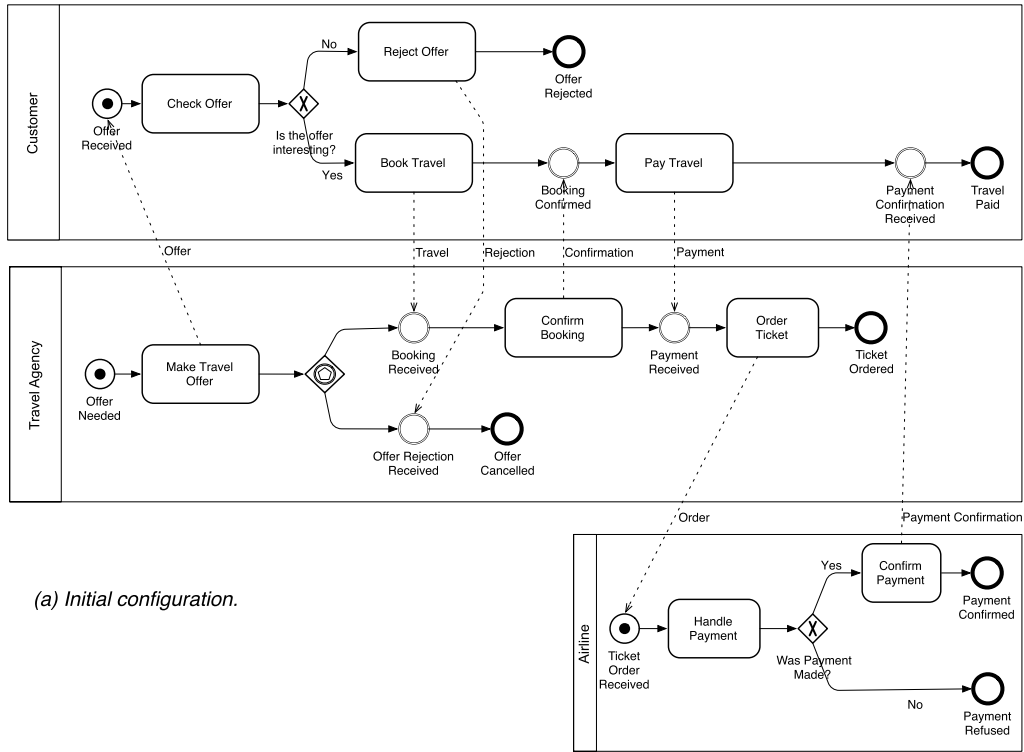 Customer
No
Reject Offer
Offer
Rejected
Check Offer
Offer
Received
X
Is the offer
interesting?
Yes
Book Travel
Booking
Confirmed
Pay Travel
Payment
Confirmation
Received
Travel
Paid
Offer
Travel
Rejection
Confirmation
Payment
Travel Agency
Offer
Needed
Make Travel
Offer
Booking
Received
Confirm
Booking
Payment
Received
Order
Ticket
Ticket
Ordered
Offer Rejection
Received
Offer
Cancelled
Order
Payment Confirmation
(a) Initial configuration.
Airline
Ticket
Order
Received
Handle
Payment
X
Was Payment
Made?
Yes
Confirm
Payment
Payment
Confirmed
No
Payment
Refused